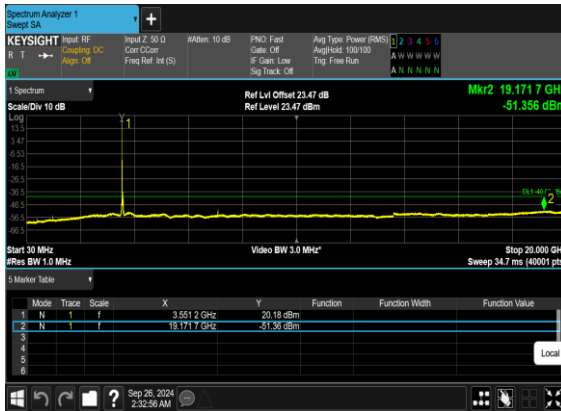 Spectrum Analyzer 1
Swept SA
+
KEYSIGHT Input: RF Input Z: 50 Ω #Atten: 10 dB PNO: Fast Avg Type: Power (RMS) 1 2 3 4 5 6
R T Coupling: DC Corr CCorr Gate: Off Avg|Hold: 100/100 A W W W W W
Align: Off Freq Ref: Int (S) IF Gain: Low Trig: Free Run
LXI Sig Track: Off A N N N N N
1 Spectrum Ref Lvl Offset 23.47 dB Mkr2 19.171 7 GH
Scale/Div 10 dB Ref Level 23.47 dBm -51.356 dBr
Log
13.5
3.47
-6.53
-16.5
-26.5
-36.5
-46.5
-56.5
-66.5
1
2
Start 30 MHz Video BW 3.0 MHz* Stop 20.000 GH
#Res BW 1.0 MHz Sweep 34.7 ms (40001 pts
5 Marker Table
Mode Trace Scale X Y Function Function Width Function Value
1 N 1 f 3.551 2 GHz 20.18 dBm
2 N 1 f 19.171 7 GHz -51.36 dBm
3
4
5
6
Local
?
Sep 26, 2024
2:32:56 AM